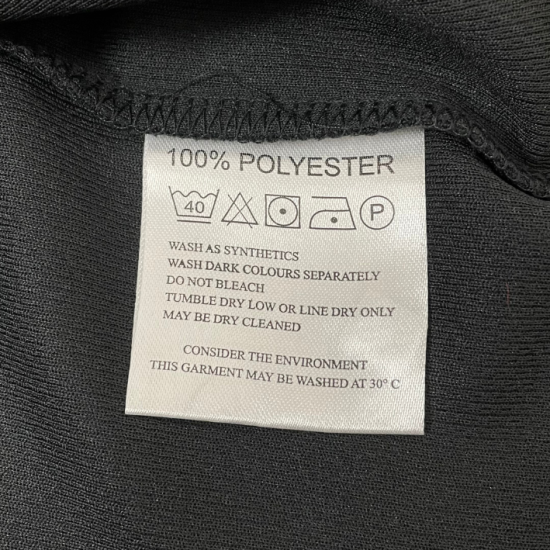 100% POLYESTER
40 P
WASH AS SYNTHETICS
WASH DARK COLOURS SEPARATELY
DO NOT BLEACH
TUMBLE DRY LOW OR LINE DRY ONLY
MAY BE DRY CLEANED
CONSIDER THE ENVIRONMENT
THIS GARMENT MAY BE WASHED AT 30° C